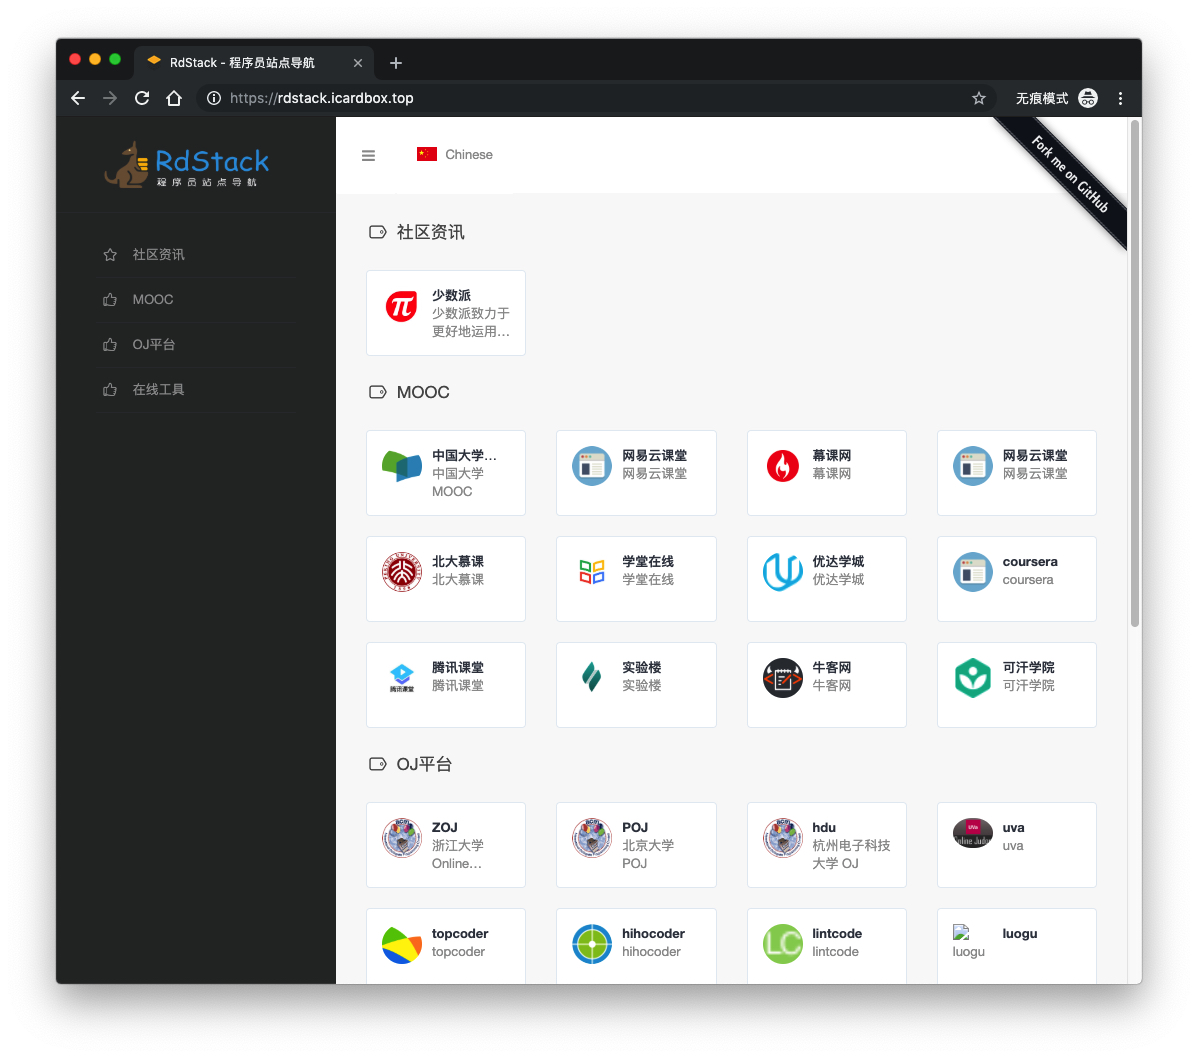 RdStack - 程序员站点导航
https://rdstack.icardbox.top
无痕模式
RdStack
程序员站点导航
Chinese
Fork me on GitHub
社区资讯
MOOC
OJ平台
在线工具
社区资讯
少数派
少数派致力于
更好地运用...
MOOC
中国大学...
中国大学
MOOC
网易云课堂
网易云课堂
幕课网
幕课网
网易云课堂
网易云课堂
北大慕课
北大慕课
学堂在线
学堂在线
优达学城
优达学城
coursera
coursera
腾讯课堂
腾讯课堂
腾讯课堂
实验楼
实验楼
牛客网
牛客网
可汗学院
可汗学院
OJ平台
ZOJ
浙江大学
Online...
POJ
北京大学
POJ
hdu
杭州电子科技
大学 OJ
UVa
Online Judge
uva
uva
topcoder
topcoder
hihocoder
hihocoder
LC
lintcode
lintcode
luogu
luogu